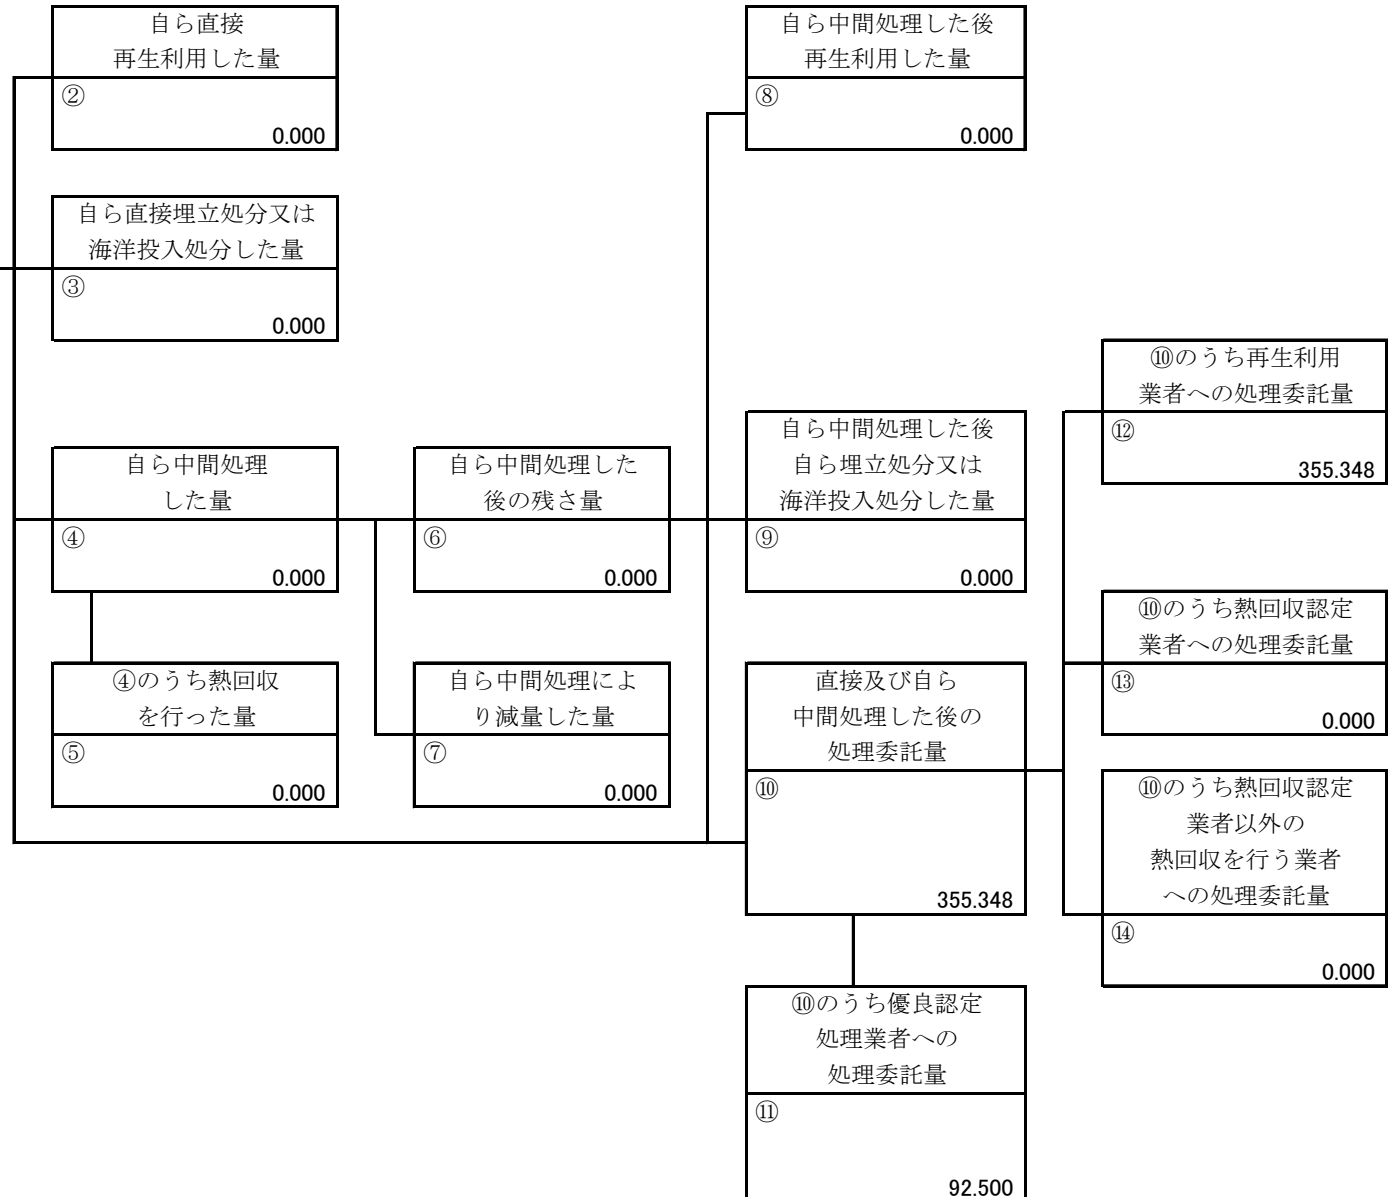 自ら直接
再生利用した量
②
0.000
自ら中間処理した後
再生利用した量
⑧
0.000
自ら直接埋立処分又は
海洋投入処分した量
③
0.000
⑩のうち再生利用
業者への処理委託量
⑫
355.348
自ら中間処理
した量
④
0.000
自ら中間処理した
後の残さ量
⑥
0.000
自ら中間処理した後
自ら埋立処分又は
海洋投入処分した量
⑨
0.000
⑩のうち熱回収認定
業者への処理委託量
⑬
0.000
④のうち熱回収
を行った量
⑤
0.000
自ら中間処理によ
り減量した量
⑦
0.000
直接及び自ら
中間処理した後の
処理委託量
⑩
355.348
⑩のうち熱回収認定
業者以外の
熱回収を行う業者
への処理委託量
⑭
0.000
⑩のうち優良認定
処理業者への
処理委託量
⑪
92.500